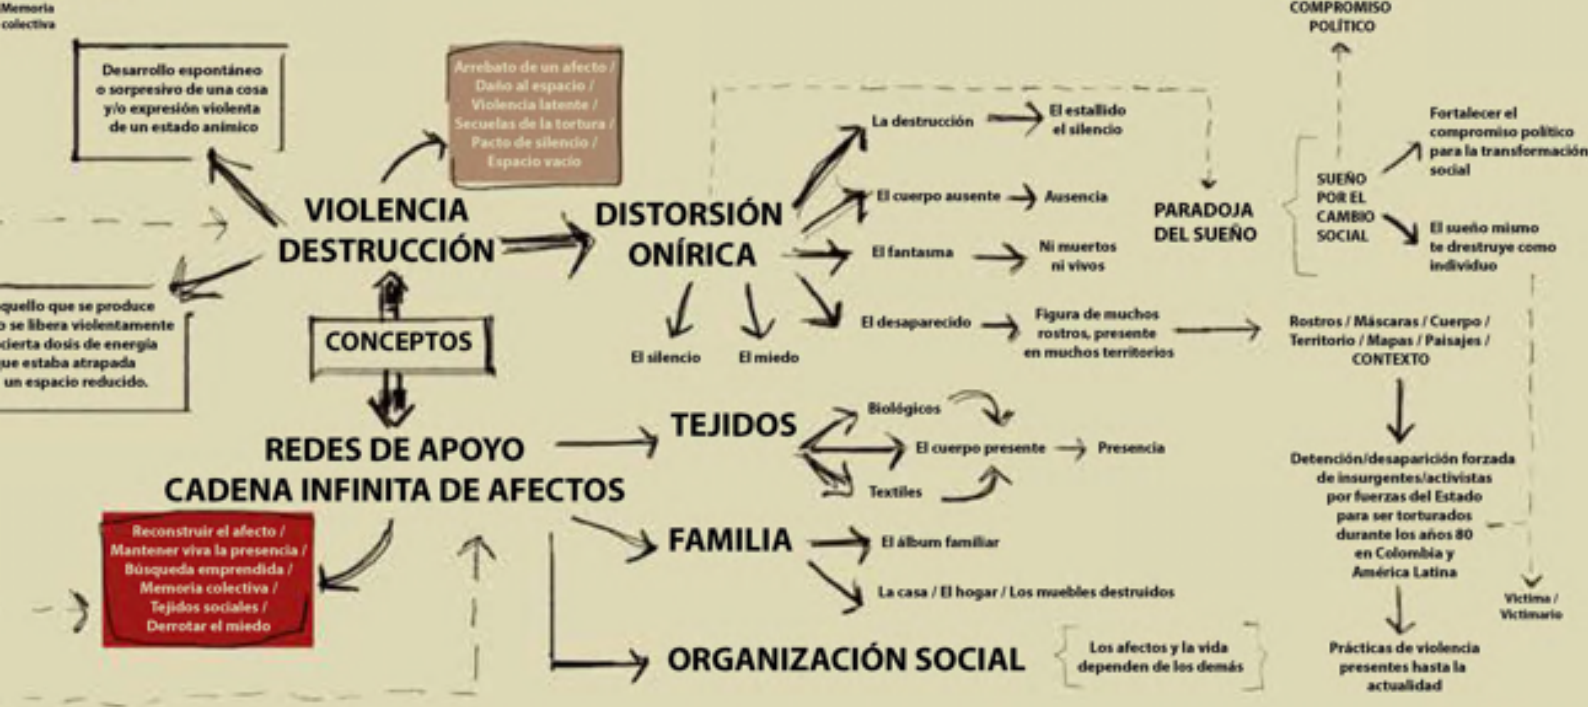 Memoria
colectiva
Desarrollo espontáneo
o sorpresivo de una cosa
y/o expresión violenta
de un estado anímico
Arrebato de un afecto /
Daño al espacio /
Violencia latente /
Secuelas de la tortura /
Pacto de silencio /
Espacio vacío
VIOLENCIA
DESTRUCCIÓN
quello que se produce
o se libera violentamente
cierta dosis de energía
que estaba atrapada
un espacio reducido.
CONCEPTOS
DISTORSIÓN
ONÍRICA
La destrucción
El estallido
el silencio
El cuerpo ausente
Ausencia
El fantasma
Ni muertos
ni vivos
El desaparecido
Figura de muchos
rostros, presente
en muchos territorios
El silencio
El miedo
PARADOJA
DEL SUEÑO
COMPROMISO
POLÍTICO
SUEÑO
POR EL
CAMBIO
SOCIAL
Fortalecer el
compromiso político
para la transformación
social
El sueño mismo
te drestruye como
individuo
Rostros / Máscaras / Cuerpo /
Territorio / Mapas / Paisajes /
CONTEXTO
Detención/desaparición forzada
de insurgentes/activistas
por fuerzas del Estado
para ser torturados
durante los años 80
en Colombia y
América Latina
Víctima /
Victimario
Prácticas de violencia
presentes hasta la
actualidad
REDES DE APOYO
CADENA INFINITA DE AFECTOS
Reconstruir el afecto /
Mantener viva la presencia /
Búsqueda emprendida /
Memoria colectiva /
Tejidos sociales /
Derrotar el miedo
TEJIDOS
Biológicos
El cuerpo presente
Presencia
Textiles
FAMILIA
El álbum familiar
La casa / El hogar / Los muebles destruidos
ORGANIZACIÓN SOCIAL
Los afectos y la vida
dependen de los demás